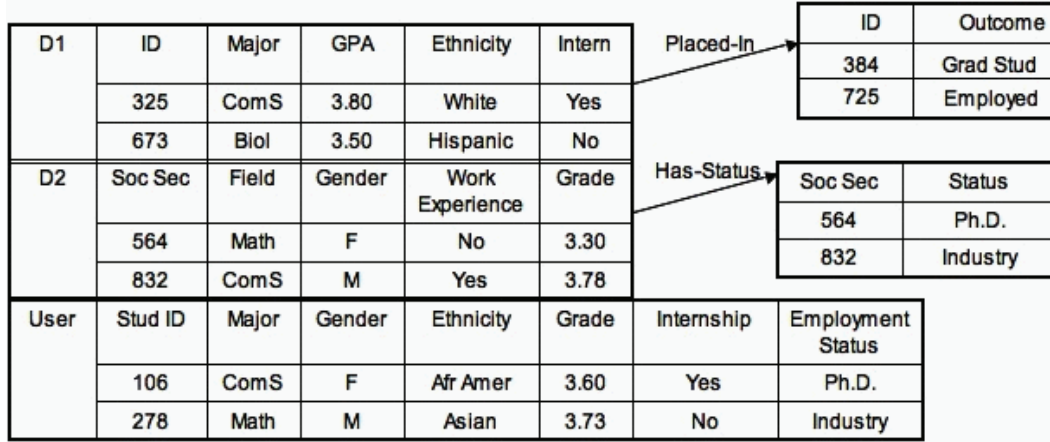 D1 ID Major GPA Ethnicity Intern
325 ComS 3.80 White Yes
673 Biol 3.50 Hispanic No
Placed-In
ID Outcome
384 Grad Stud
725 Employed
D2 Soc Sec Field Gender Work Experience Grade
564 Math F No 3.30
832 ComS M Yes 3.78
Has-Status
Soc Sec Status
564 Ph.D.
832 Industry
User Stud ID Major Gender Ethnicity Grade Internship Employment Status
106 ComS F Afr Amer 3.60 Yes Ph.D.
278 Math M Asian 3.73 No Industry